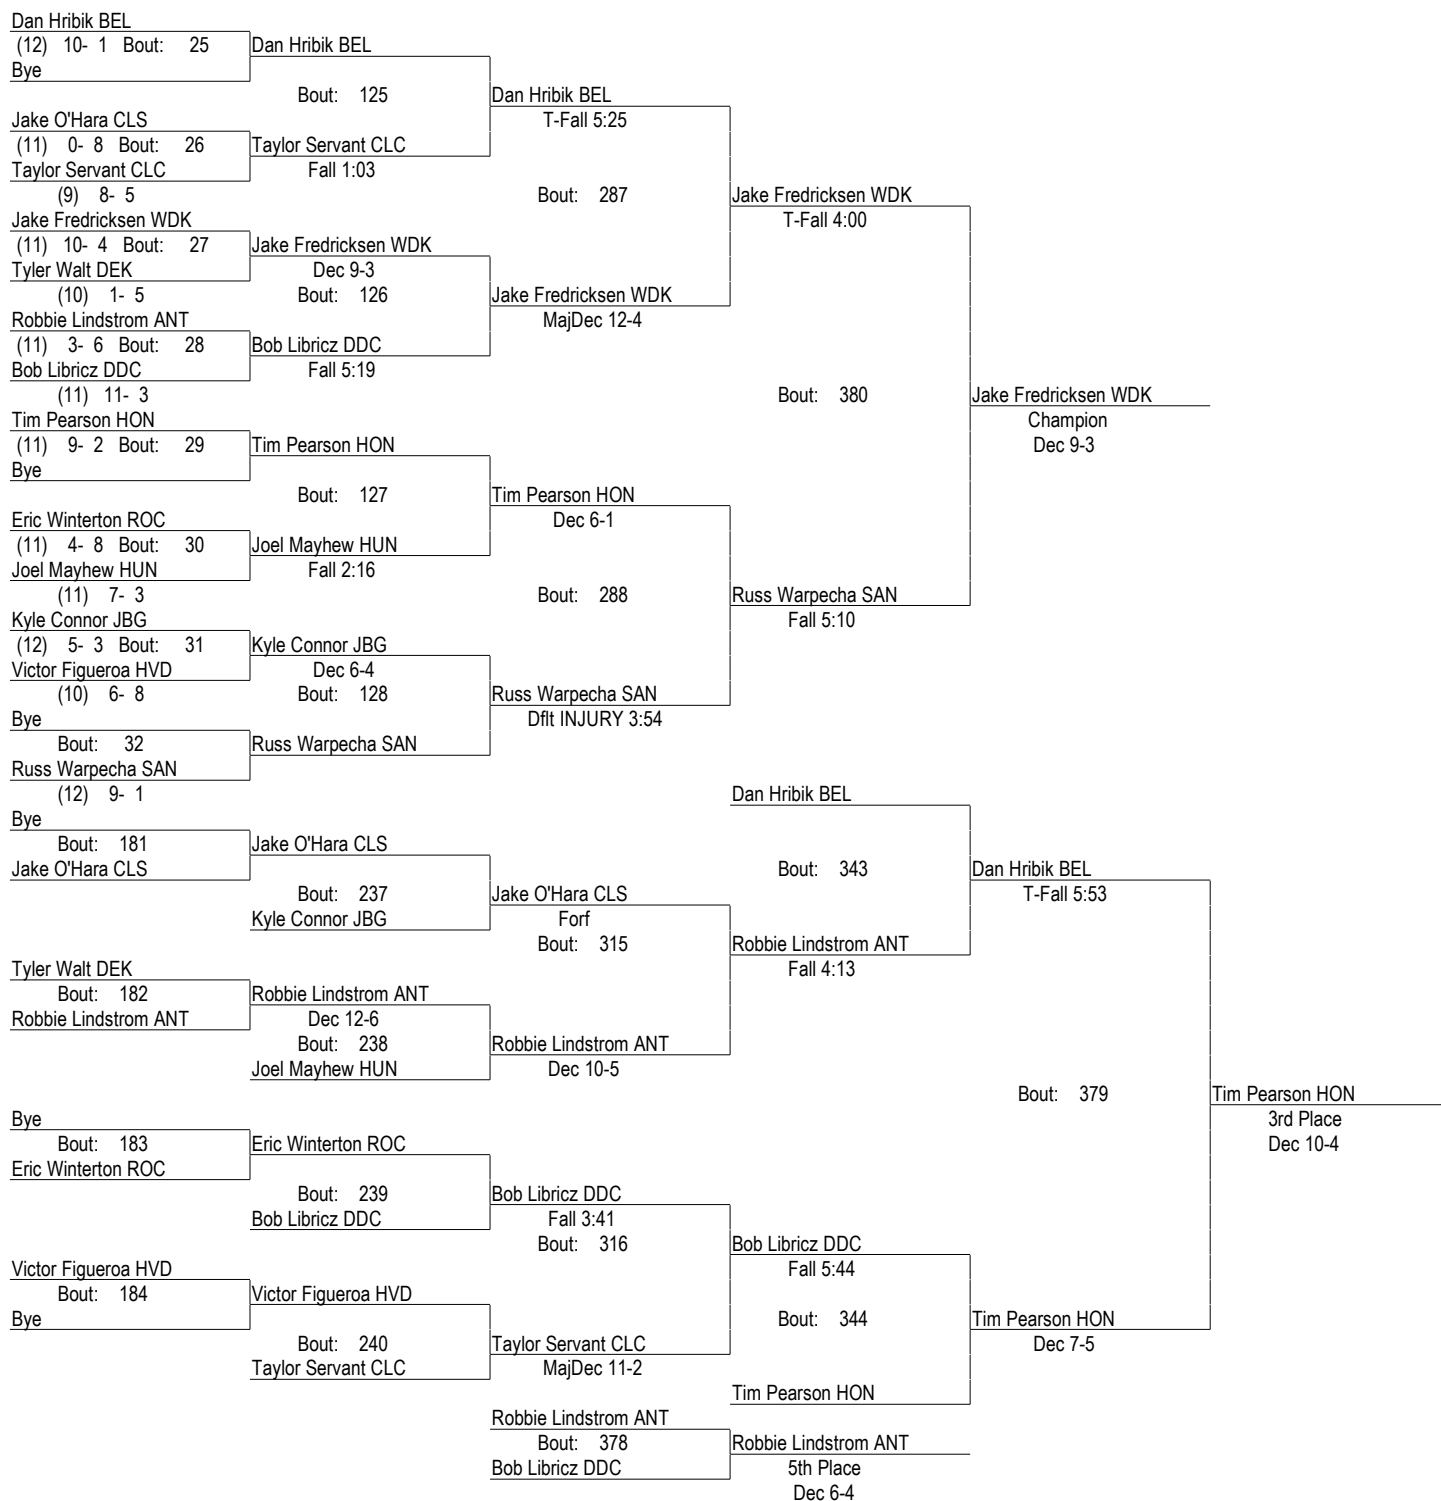 Dan Hribik BEL
(12) 10- 1 Bout: 25 Dan Hribik BEL
Bye
Bout: 125 Dan Hribik BEL
Jake O'Hara CLS T-Fall 5:25
(11) 0- 8 Bout: 26 Taylor Servant CLC
Taylor Servant CLC Fall 1:03
(9) 8- 5 Bout: 287 Jake Fredricksen WDK
Jake Fredricksen WDK T-Fall 4:00
(11) 10- 4 Bout: 27 Jake Fredricksen WDK
Tyler Walt DEK Dec 9-3
(10) 1- 5 Bout: 126 Jake Fredricksen WDK
Robbie Lindstrom ANT MajDec 12-4
(11) 3- 6 Bout: 28 Bob Libricz DDC
Bob Libricz DDC Fall 5:19
(11) 11- 3 Bout: 380 Jake Fredricksen WDK
Tim Pearson HON Champion
(11) 9- 2 Bout: 29 Tim Pearson HON Dec 9-3
Bye
Bout: 127 Tim Pearson HON
Eric Winterton ROC Dec 6-1
(11) 4- 8 Bout: 30 Joel Mayhew HUN
Joel Mayhew HUN Fall 2:16
(11) 7- 3 Bout: 288 Russ Warpecha SAN
Kyle Connor JBG Fall 5:10
(12) 5- 3 Bout: 31 Kyle Connor JBG
Victor Figueroa HVD Dec 6-4
(10) 6- 8 Bout: 128 Russ Warpecha SAN
Bye Dflt INJURY 3:54
Bout: 32 Russ Warpecha SAN
Russ Warpecha SAN
(12) 9- 1 Dan Hribik BEL
Bye
Bout: 181 Jake O'Hara CLS
Jake O'Hara CLS Bout: 343 Dan Hribik BEL
Bout: 237 Jake O'Hara CLS T-Fall 5:53
Kyle Connor JBG Forf
Bout: 315 Robbie Lindstrom ANT
Tyler Walt DEK Fall 4:13
Bout: 182 Robbie Lindstrom ANT
Robbie Lindstrom ANT Dec 12-6
Bout: 238 Robbie Lindstrom ANT
Joel Mayhew HUN Dec 10-5
Bout: 379 Tim Pearson HON
Bye 3rd Place
Bout: 183 Eric Winterton ROC Dec 10-4
Eric Winterton ROC
Bout: 239 Bob Libricz DDC
Bob Libricz DDC Fall 3:41
Bout: 316 Bob Libricz DDC
Victor Figueroa HVD Fall 5:44
Bout: 184 Victor Figueroa HVD
Bye Bout: 344 Tim Pearson HON
Bout: 240 Taylor Servant CLC Dec 7-5
Taylor Servant CLC MajDec 11-2
Tim Pearson HON
Robbie Lindstrom ANT
Bout: 378 Robbie Lindstrom ANT
Bob Libricz DDC 5th Place
Dec 6-4